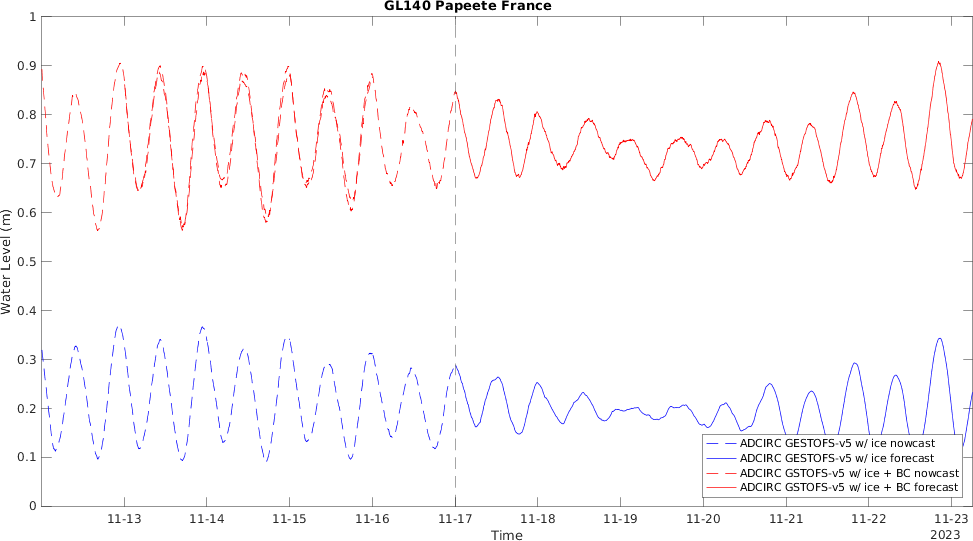 GL140 Papeete France
Water Level (m)
1
0.9
0.8
0.7
0.6
0.5
0.4
0.3
0.2
0.1
0
ADCIRC GESTOFS-v5 w/ ice nowcast
ADCIRC GESTOFS-v5 w/ ice forecast
ADCIRC GSTOFS-v5 w/ ice + BC nowcast
ADCIRC GSTOFS-v5 w/ ice + BC forecast
11-13 11-14 11-15 11-16 11-17 11-18 11-19 11-20 11-21 11-22 11-23
2023
Time